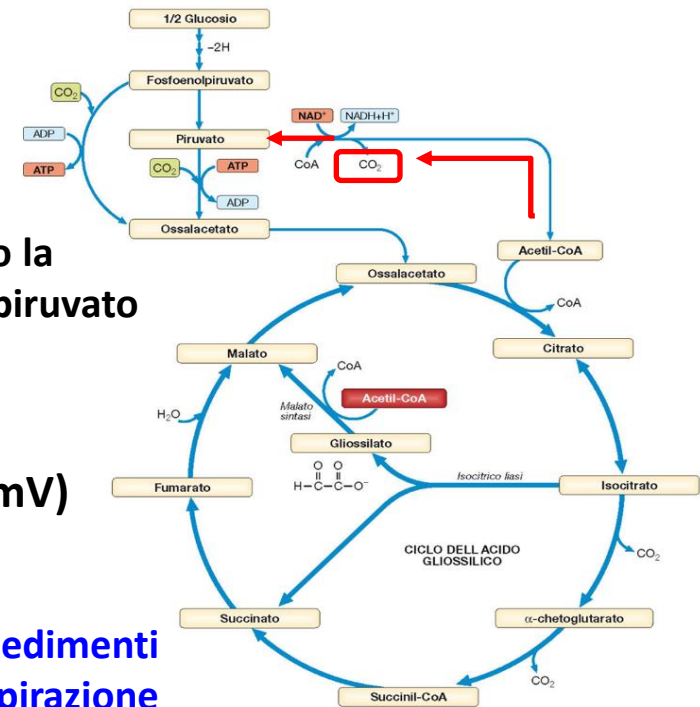 1/2 Glucosio
–2H
Fosfoenolpiruvato
CO₂
ADP
ATP
Piruvato
NAD⁺
NADH+H⁺
CoA
CO₂
CO₂
ATP
ADP
Ossalacetato
Acetil-CoA
o la
piruvato
Ossalacetato
CoA
Malato
Citrato
CoA
Acetil-CoA
Malato
sintasi
H₂O
Gliossilato
O O
H–C–C–O⁻
Isocitrico liasi
mV)
Fumarato
Isocitrato
CICLO DELL'ACIDO
GLIOSSILICO
CO₂
Succinato
α-chetoglutarato
edimenti
CO₂
pirazione
Succinil-CoA